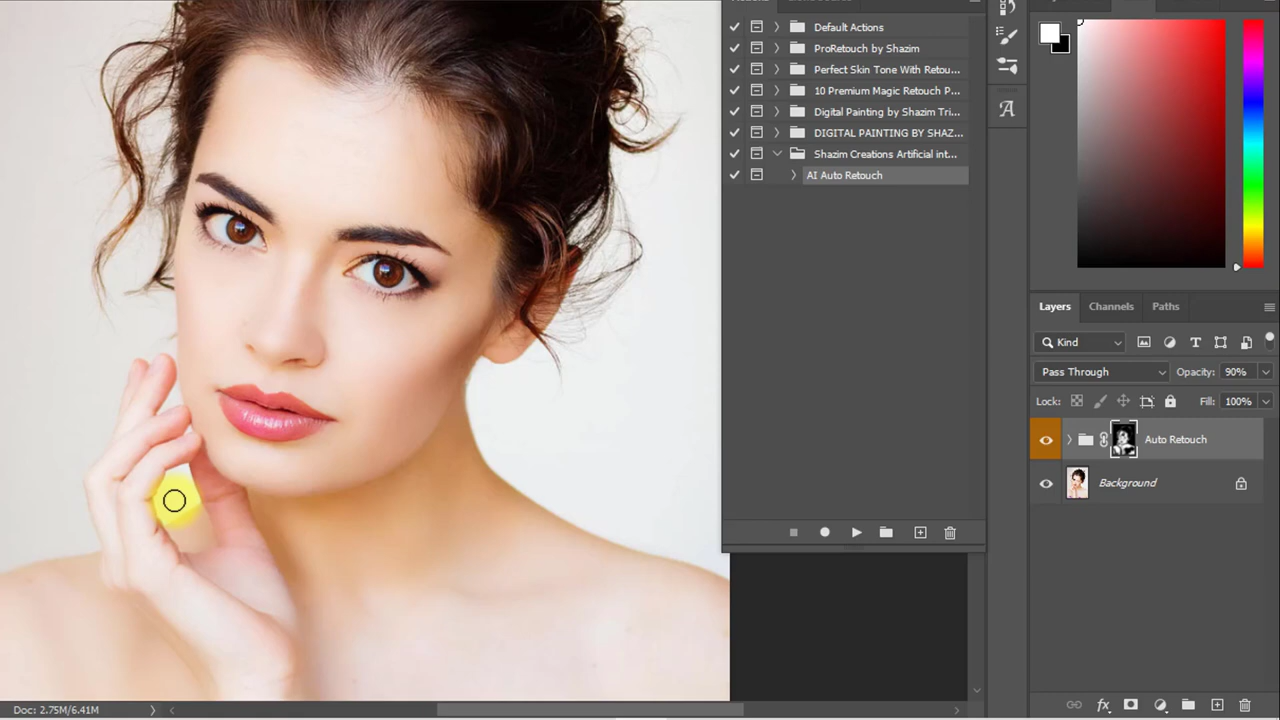 Default Actions
ProRetouch by Shazim
Perfect Skin Tone With Retou...
10 Premium Magic Retouch P...
Digital Painting by Shazim Tri...
DIGITAL PAINTING BY SHAZ...
Shazim Creations Artificial int...
AI Auto Retouch
Layers Channels Paths
Kind
Pass Through Opacity: 90%
Lock: Fill: 100%
Auto Retouch
Background
fx
Doc: 2.75M/6.41M